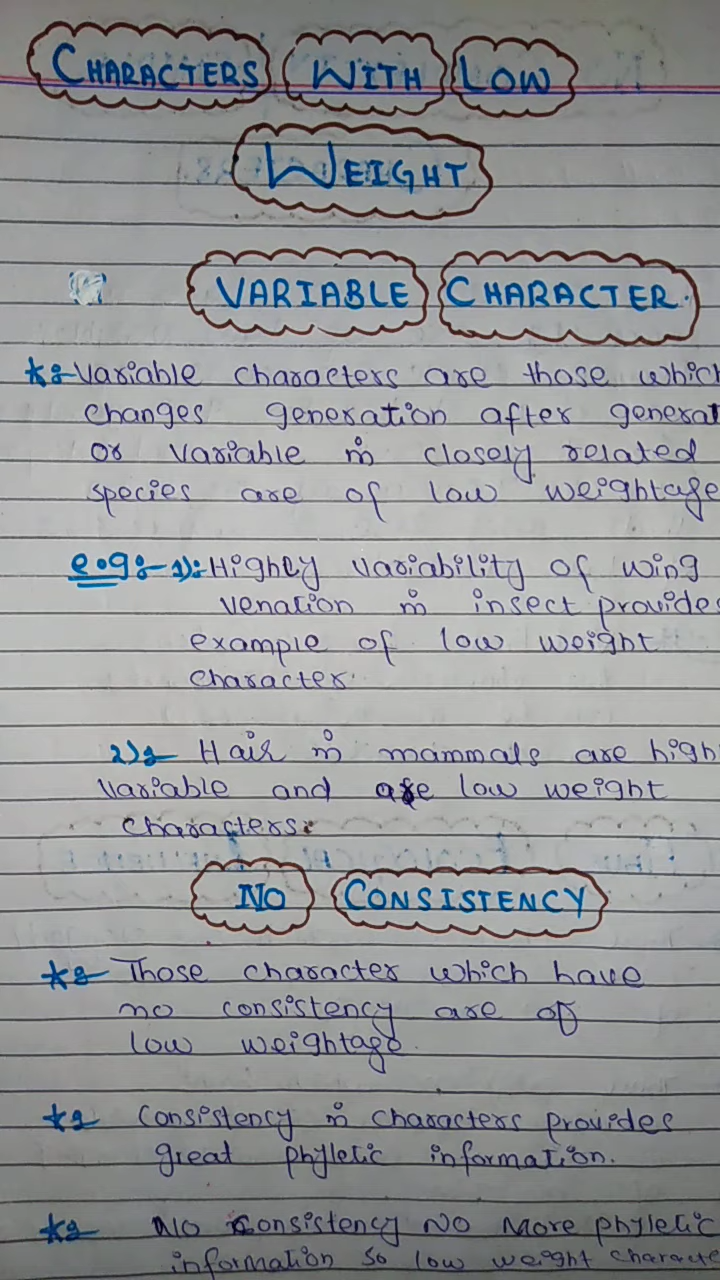 CHARACTERS WITH LOW
WEIGHT
VARIABLE CHARACTER.
*:- Variable characters are those which
changes generation after generat
or variable in closely related
species are of low weightage
e.g:- 1):- Highly variability of wing
venation in insect provides
example of low weight
character.
2):- Hair in mammals are high
variable and are low weight
characters.
NO CONSISTENCY
*:- Those character which have
no consistency are of
low weightage.
*:- Consistency in characters provides
great phyletic information.
*:- No Consistency No More phyletic
information so low weight characte